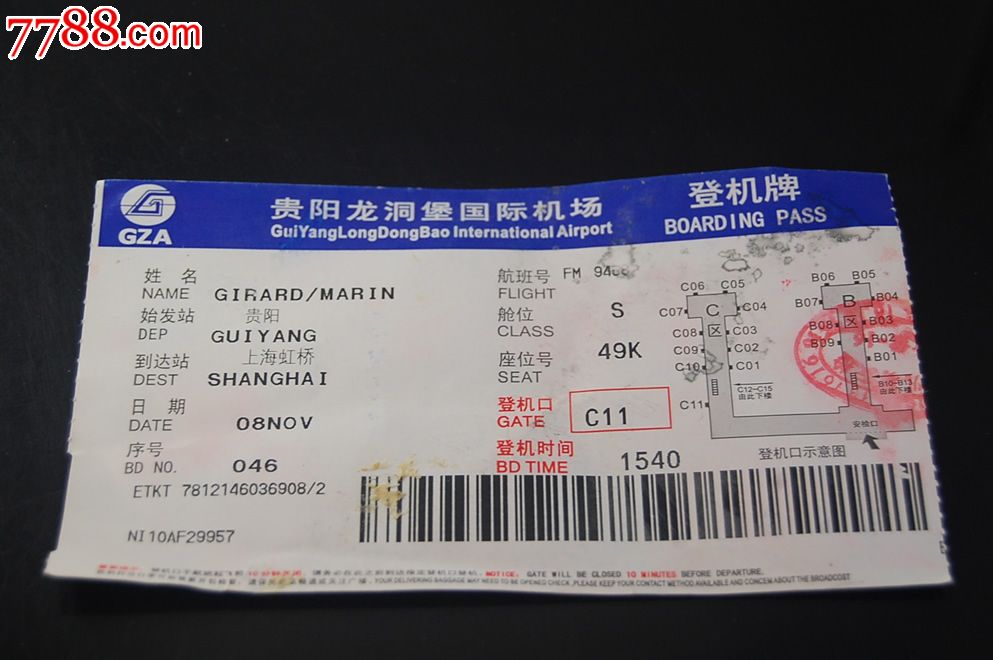 7788.com
GZA
贵阳龙洞堡国际机场
GuiYangLongDongBao International Airport
登机牌
BOARDING PASS
姓 名
NAME GIRARD/MARIN
始发站 贵阳
DEP GUIYANG
到达站 上海虹桥
DEST SHANGHAI
日 期
DATE 08NOV
序号
BD NO. 046
ETKT 7812146036908/2
NI10AF29957
航班号 FM
FLIGHT
舱位 S
CLASS
座位号 49K
SEAT
登机口
GATE C11
登机时间
BD TIME 1540
C06 C05
C07 C C04
区
C08 C03
C09 C02
C10 C01
C12-C15
由此下楼
C11
B06 B05
B07 B B04
区
B08 B03
B09 B02
B01
B10-B13
由此下楼
安检口
登机口示意图
NOTICE. GATE WILL BE CLOSED 10 MINUTES BEFORE DEPARTURE.
YOUR DELIVERING BAGGAGE MAY NEED TO BE OPENED CHECK ,PLEASE KEEP YOUR CONTACT METHOD AVAILABLE AND CONCERN ABOUT THE BROADCOST